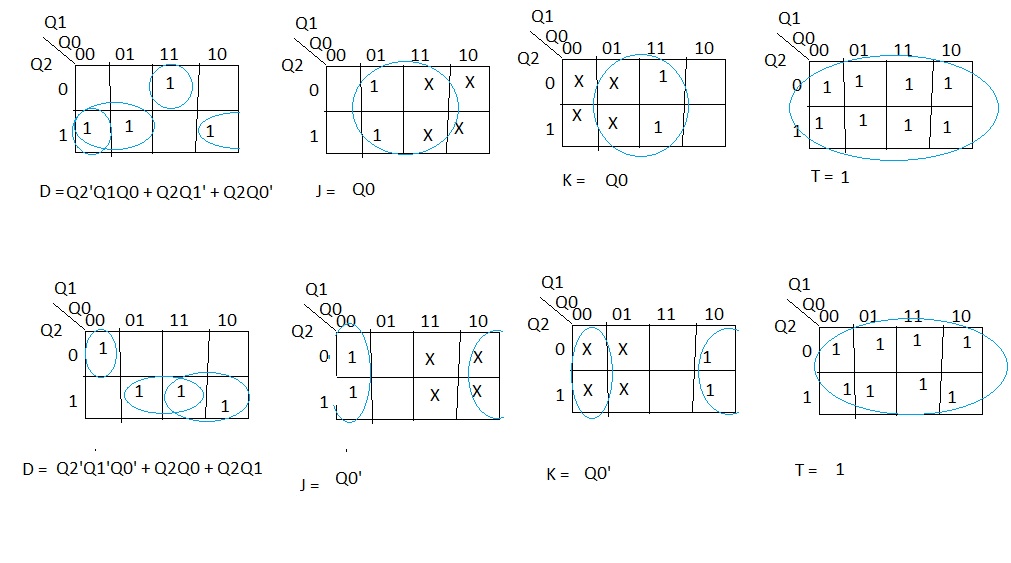 Q1 Q1 Q1 Q1
Q0 Q0 Q0 Q0
00 01 11 10 00 01 11 10 00 01 11 10 00 01 11 10
Q2 Q2 Q2 Q2
0 1 0 1 X X 0 X X 1 0 1 1 1 1
1 1 1 1 1 1 X X 1 X X 1 1 1 1 1 1
D =Q2'Q1Q0 + Q2Q1' + Q2Q0' J = Q0 K = Q0 T = 1
Q1 Q1 Q1 Q1
Q0 Q0 Q0 Q0
00 01 11 10 00 01 11 10 00 01 11 10 00 01 11 10
Q2 Q2 Q2 Q2
0 1 0 1 X X 0 X X 1 0 1 1 1 1
1 1 1 1 1 1 X X 1 X X 1 1 1 1 1 1
D = Q2'Q1'Q0' + Q2Q0 + Q2Q1 J = Q0' K = Q0' T = 1